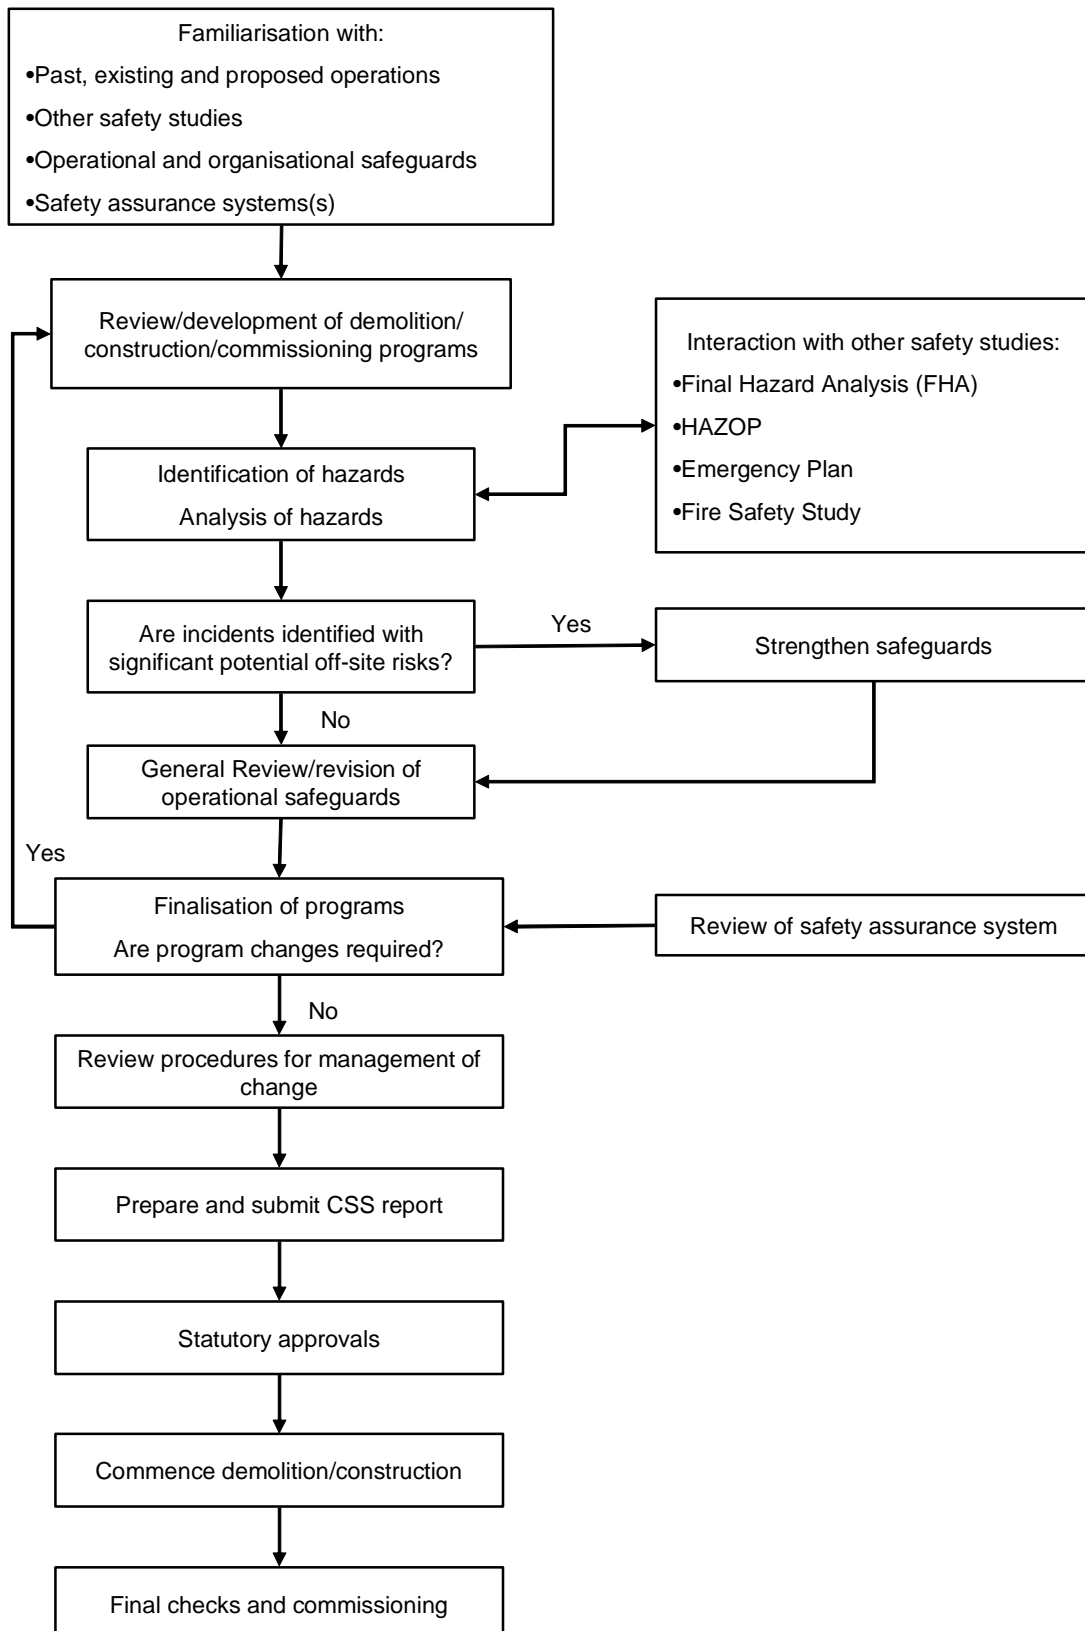 Familiarisation with:
•Past, existing and proposed operations
•Other safety studies
•Operational and organisational safeguards
•Safety assurance systems(s)
Review/development of demolition/
construction/commissioning programs
Interaction with other safety studies:
•Final Hazard Analysis (FHA)
•HAZOP
•Emergency Plan
•Fire Safety Study
Identification of hazards
Analysis of hazards
Are incidents identified with
significant potential off-site risks?
Yes
Strengthen safeguards
No
General Review/revision of
operational safeguards
Yes
Finalisation of programs
Are program changes required?
Review of safety assurance system
No
Review procedures for management of
change
Prepare and submit CSS report
Statutory approvals
Commence demolition/construction
Final checks and commissioning